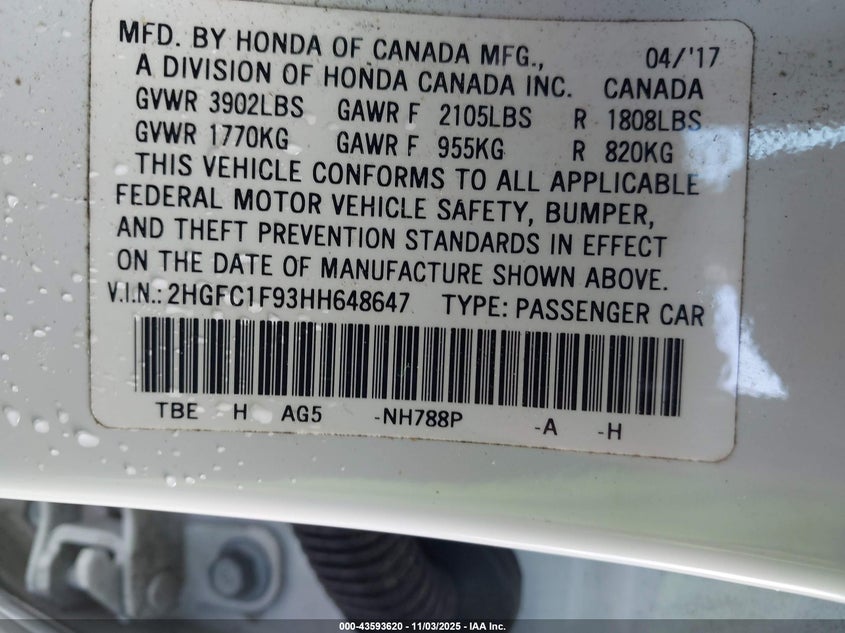 MFD. BY HONDA OF CANADA MFG., 04/'17
A DIVISION OF HONDA CANADA INC. CANADA
GVWR 3902LBS GAWR F 2105LBS R 1808LBS
GVWR 1770KG GAWR F 955KG R 820KG
THIS VEHICLE CONFORMS TO ALL APPLICABLE
FEDERAL MOTOR VEHICLE SAFETY, BUMPER,
AND THEFT PREVENTION STANDARDS IN EFFECT
ON THE DATE OF MANUFACTURE SHOWN ABOVE.
V.I.N.: 2HGFC1F93HH648647 TYPE: PASSENGER CAR
TBE H AG5 -NH788P -A -H
000-43593620 | 11/03/2025 - IAA Inc.